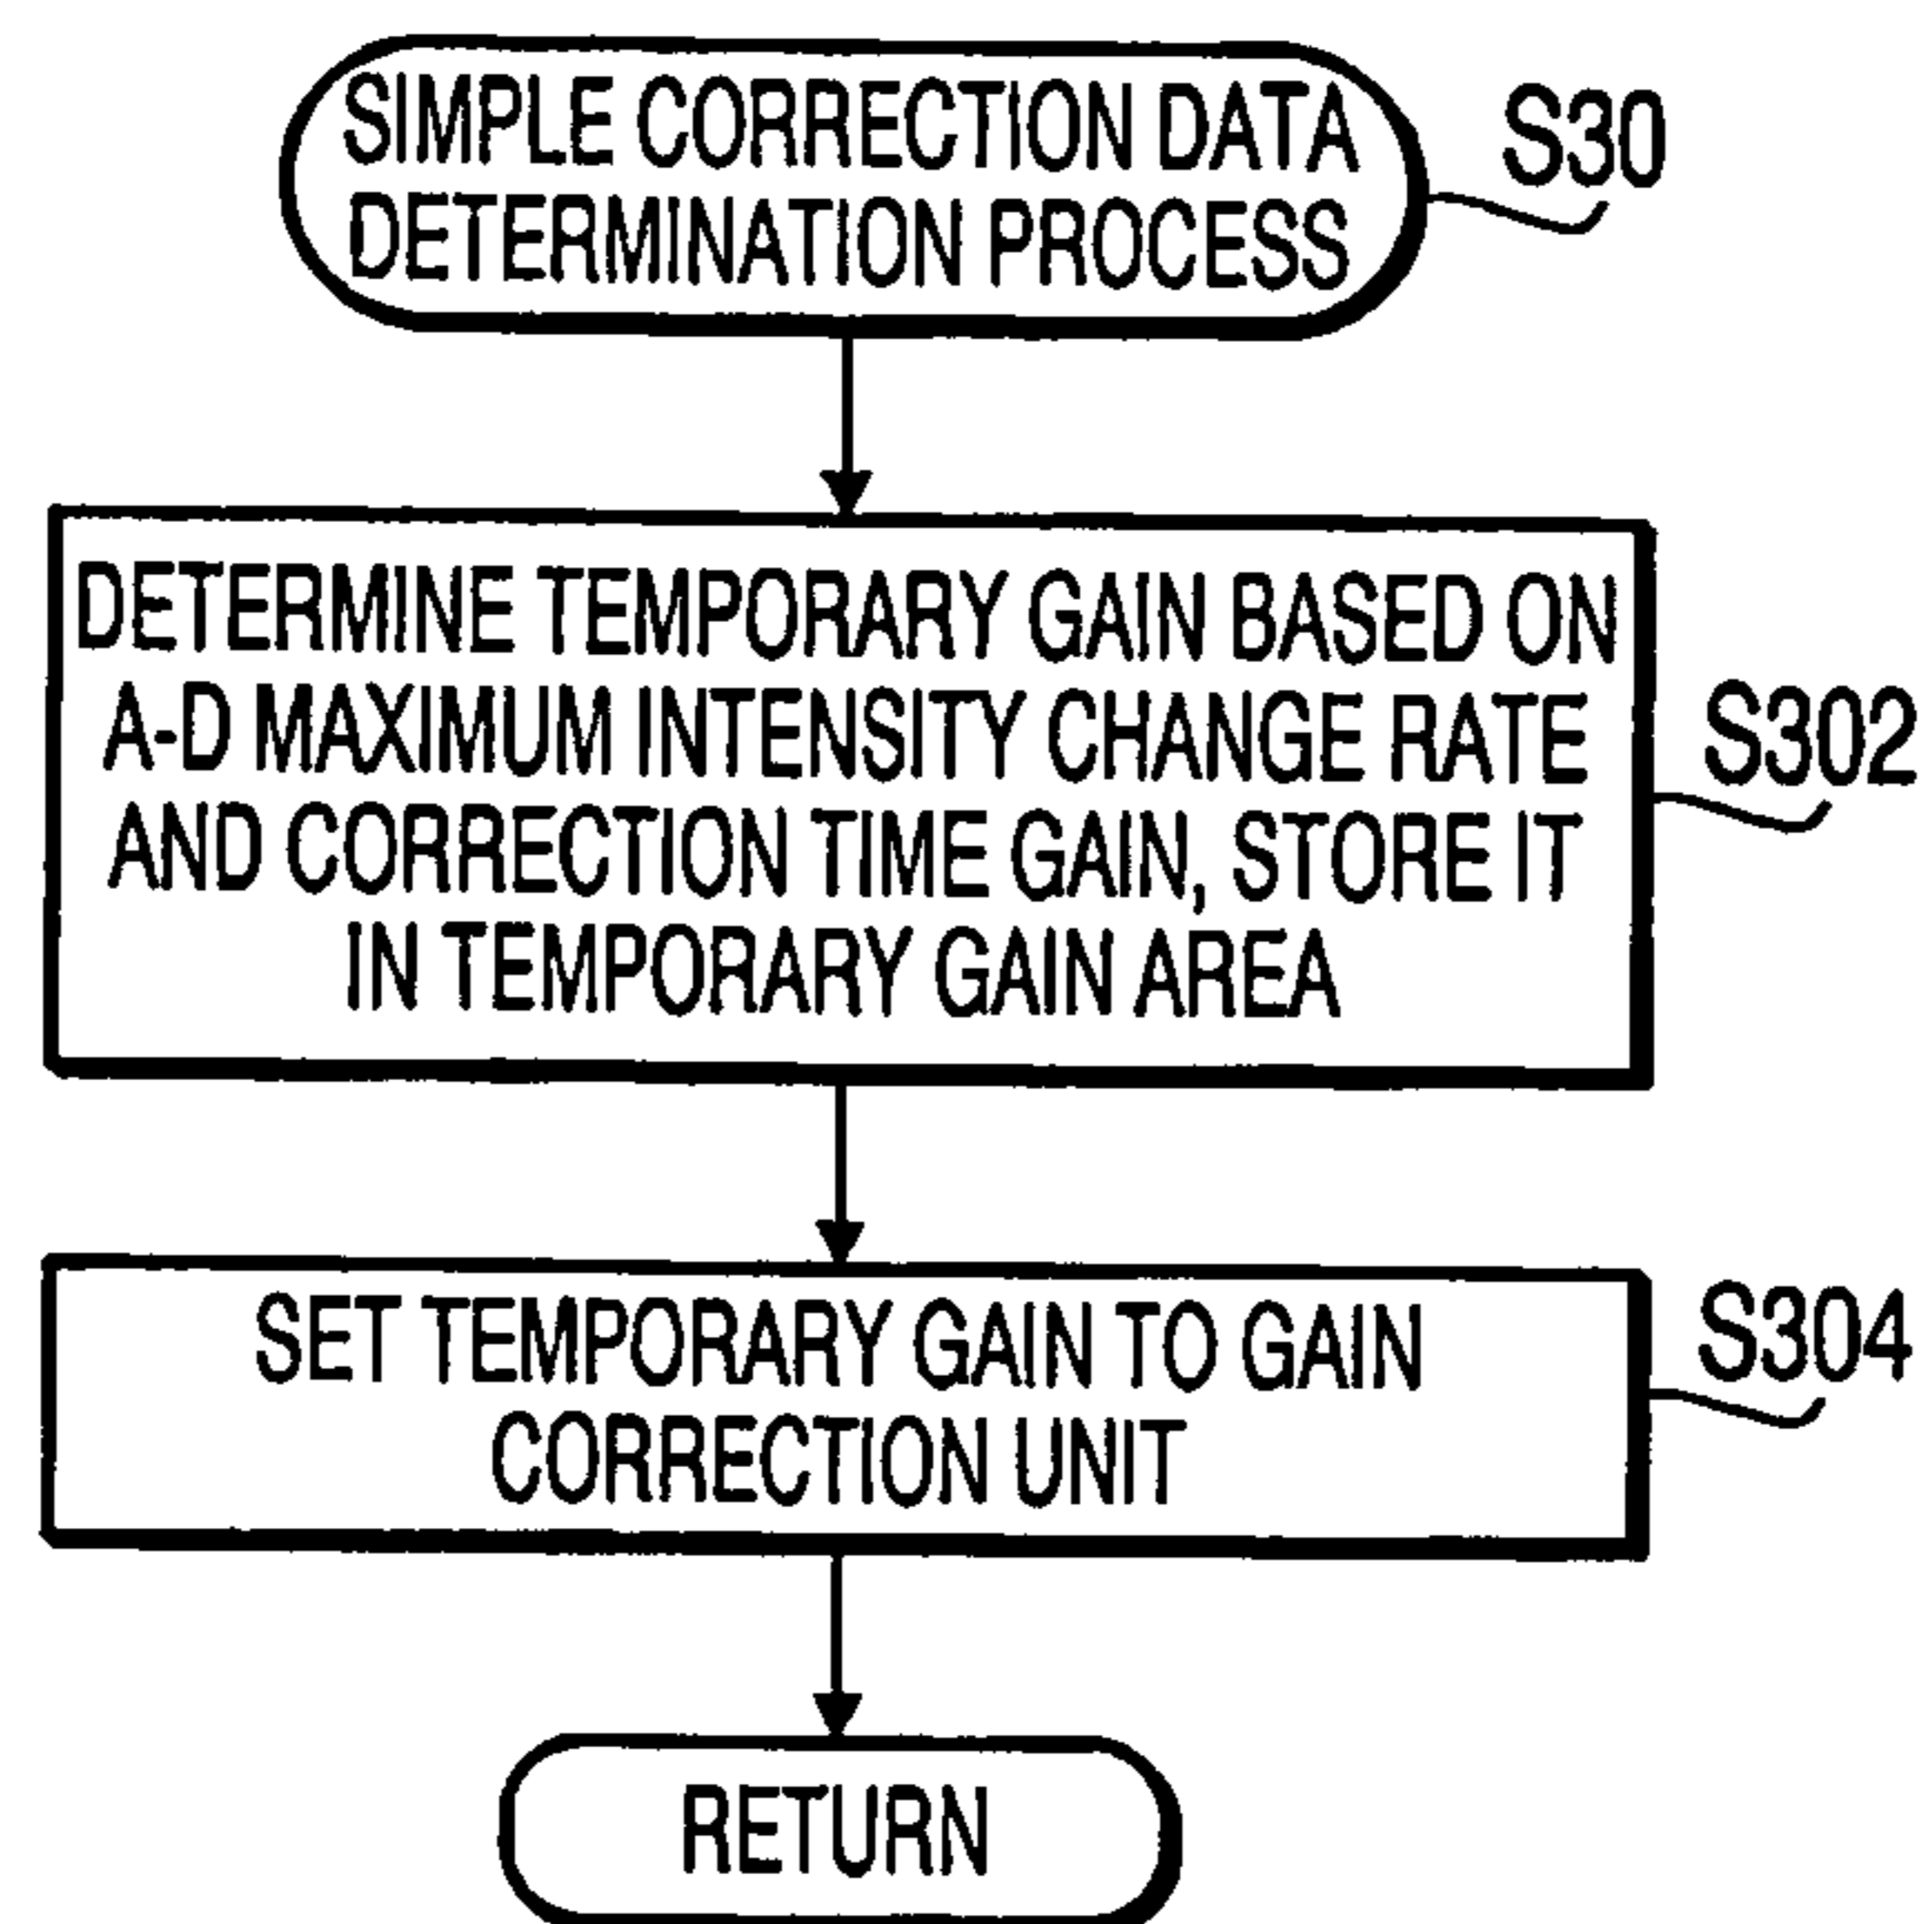 SIMPLE CORRECTION DATA
DETERMINATION PROCESS
S30
DETERMINE TEMPORARY GAIN BASED ON
A-D MAXIMUM INTENSITY CHANGE RATE
AND CORRECTION TIME GAIN, STORE IT
IN TEMPORARY GAIN AREA
S302
SET TEMPORARY GAIN TO GAIN
CORRECTION UNIT
S304
RETURN